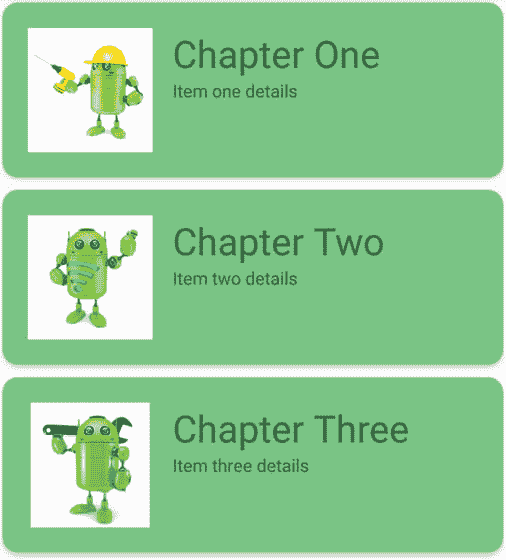 Chapter One
Item one details
Chapter Two
Item two details
Chapter Three
Item three details